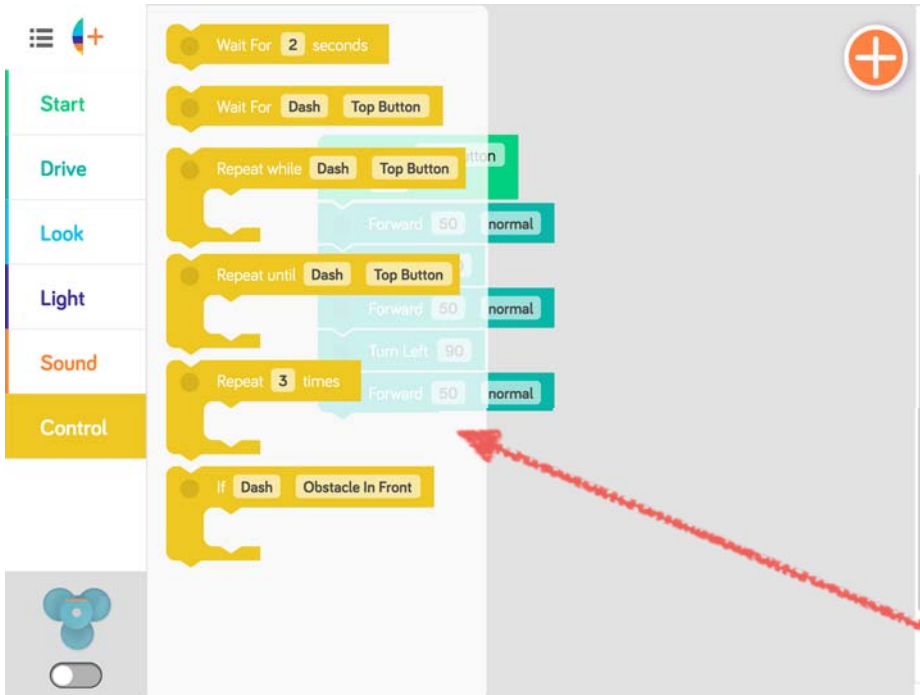 Start
Drive
Look
Light
Sound
Control
Wait For 2 seconds
Wait For Dash Top Button
Repeat while Dash Top Button
Repeat until Dash Top Button
Repeat 3 times
If Dash Obstacle In Front
Forward 50 normal
Forward 50 normal
Turn Left 90
Forward 50 normal